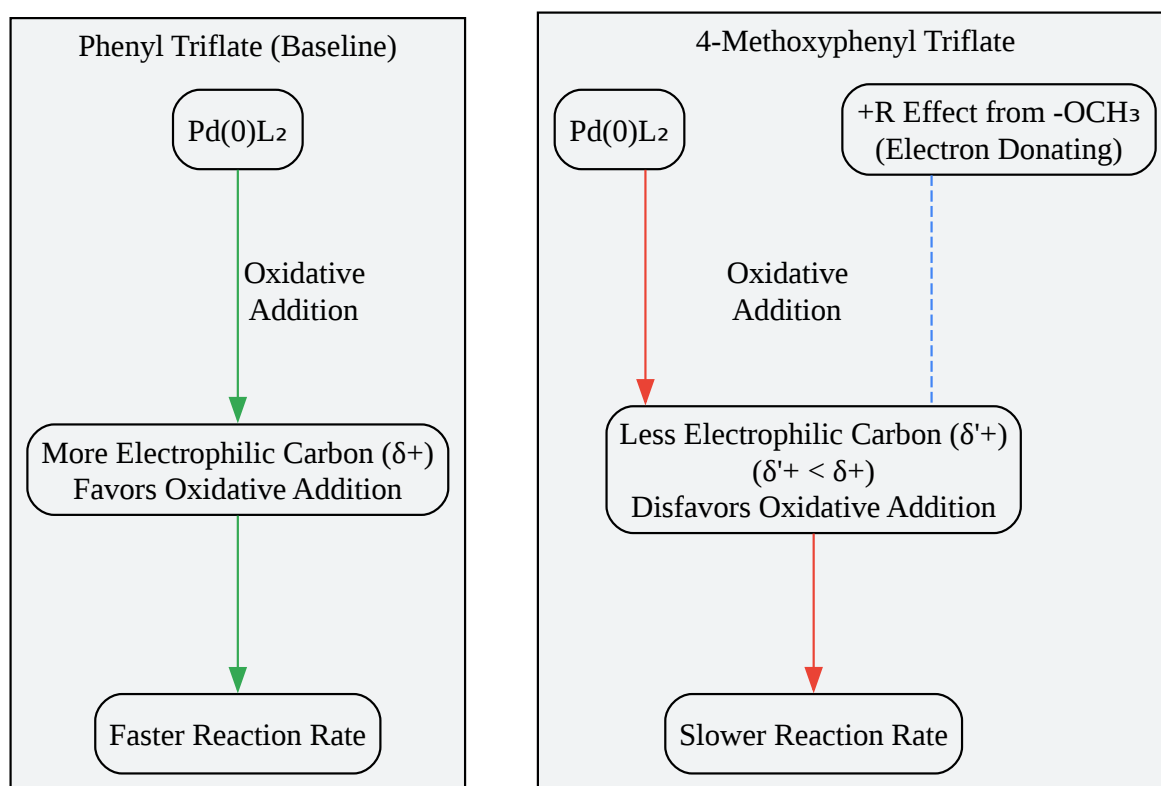 Phenyl Triflate (Baseline)
Pd(0)L₂
Oxidative
Addition
More Electrophilic Carbon (δ+)
Favors Oxidative Addition
Faster Reaction Rate
4-Methoxyphenyl Triflate
Pd(0)L₂
+R Effect from -OCH₃
(Electron Donating)
Oxidative
Addition
Less Electrophilic Carbon (δ'+)
(δ'+ < δ+)
Disfavors Oxidative Addition
Slower Reaction Rate